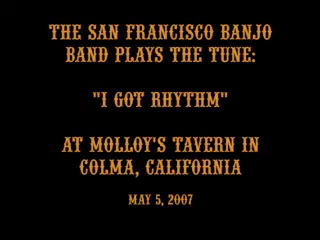 THE SAN FRANCISCO BANJO
BAND PLAYS THE TUNE:
"I GOT RHYTHM"
AT MOLLOY'S TAVERN IN
COLMA, CALIFORNIA
MAY 5, 2007